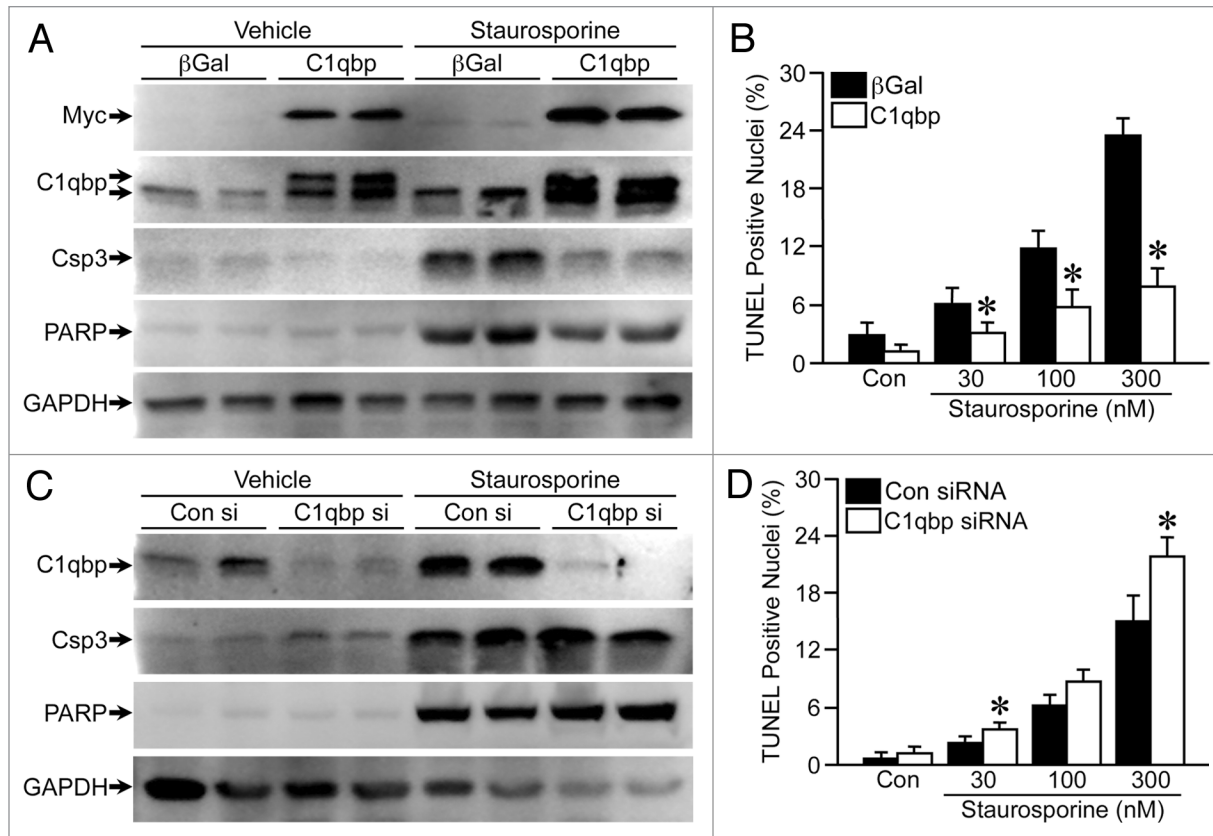 A
Vehicle Staurosporine
βGal C1qbp βGal C1qbp
Myc
C1qbp
Csp3
PARP
GAPDH
B
TUNEL Positive Nuclei (%)
30
24
18
12
6
0
βGal
C1qbp
* * *
Con 30 100 300
Staurosporine (nM)
C
Vehicle Staurosporine
Con si C1qbp si Con si C1qbp si
C1qbp
Csp3
PARP
GAPDH
D
TUNEL Positive Nuclei (%)
30
24
18
12
6
0
Con siRNA
C1qbp siRNA
* *
Con 30 100 300
Staurosporine (nM)